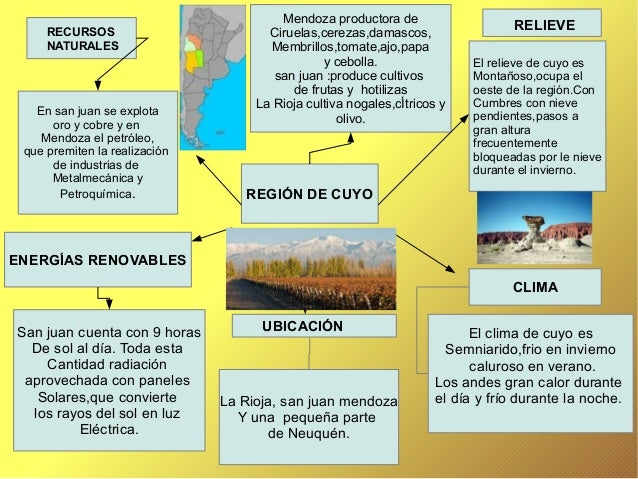 RECURSOS
NATURALES
En san juan se explota
oro y cobre y en
Mendoza el petróleo,
que premiten la realización
de industrias de
Metalmecánica y
Petroquímica.
Mendoza productora de
Ciruelas,cerezas,damascos,
Membrillos,tomate,ajo,papa
y cebolla.
san juan :produce cultivos
de frutas y  hotilizas
La Rioja cultiva nogales,cÍtricos y
olivo.
RELIEVE
El relieve de cuyo es
Montañoso,ocupa el
oeste de la región.Con
Cumbres con nieve
pendientes,pasos a
gran altura
frecuentemente
bloqueadas por le nieve
durante el invierno.
REGIÓN DE CUYO
ENERGÍAS RENOVABLES
San juan cuenta con 9 horas
De sol al día. Toda esta
Cantidad radiación
aprovechada con paneles
Solares,que convierte
los rayos del sol en luz
Eléctrica.
UBICACIÓN
La Rioja, san juan mendoza
Y una  pequeña parte
de Neuquén.
CLIMA
El clima de cuyo es
Semniarido,frio en invierno
caluroso en verano.
Los andes gran calor durante
el día y frío durante la noche.